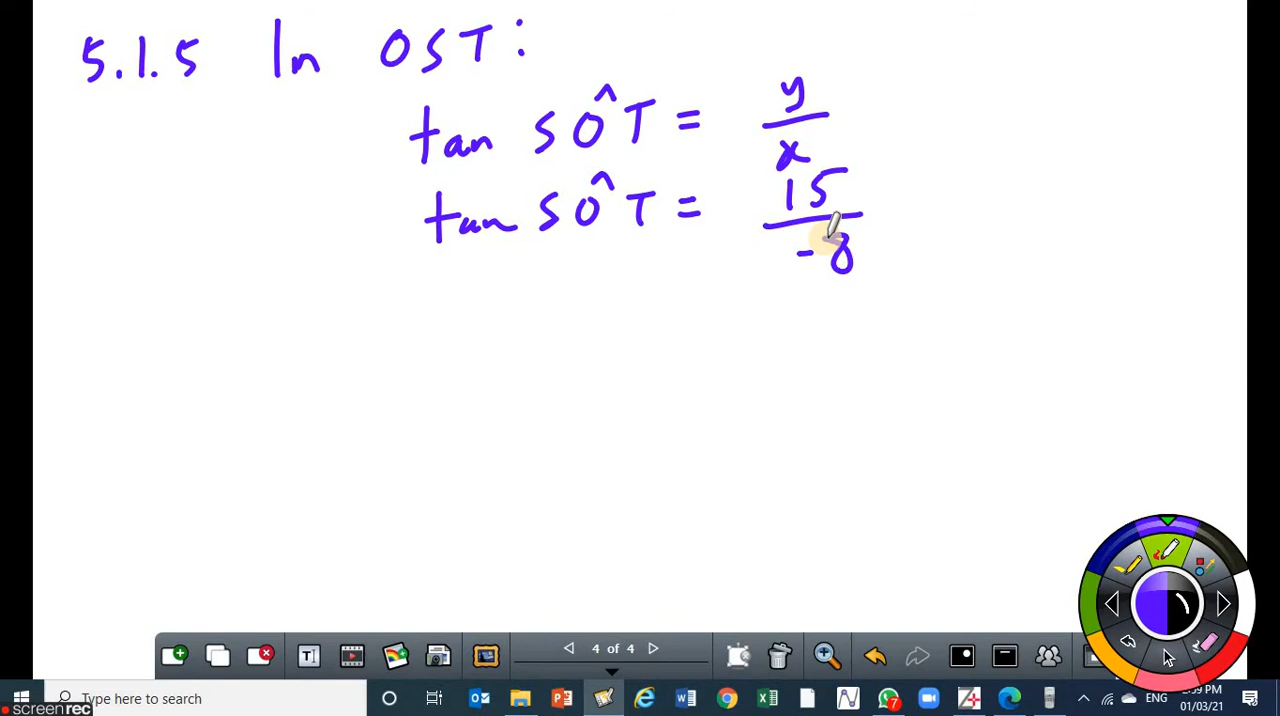 5.1.5 In OST:
tan SÔT = y/x
tan SÔT = 15/-8
4 of 4
Type here to search
ENG
01/03/21
screenrec
7